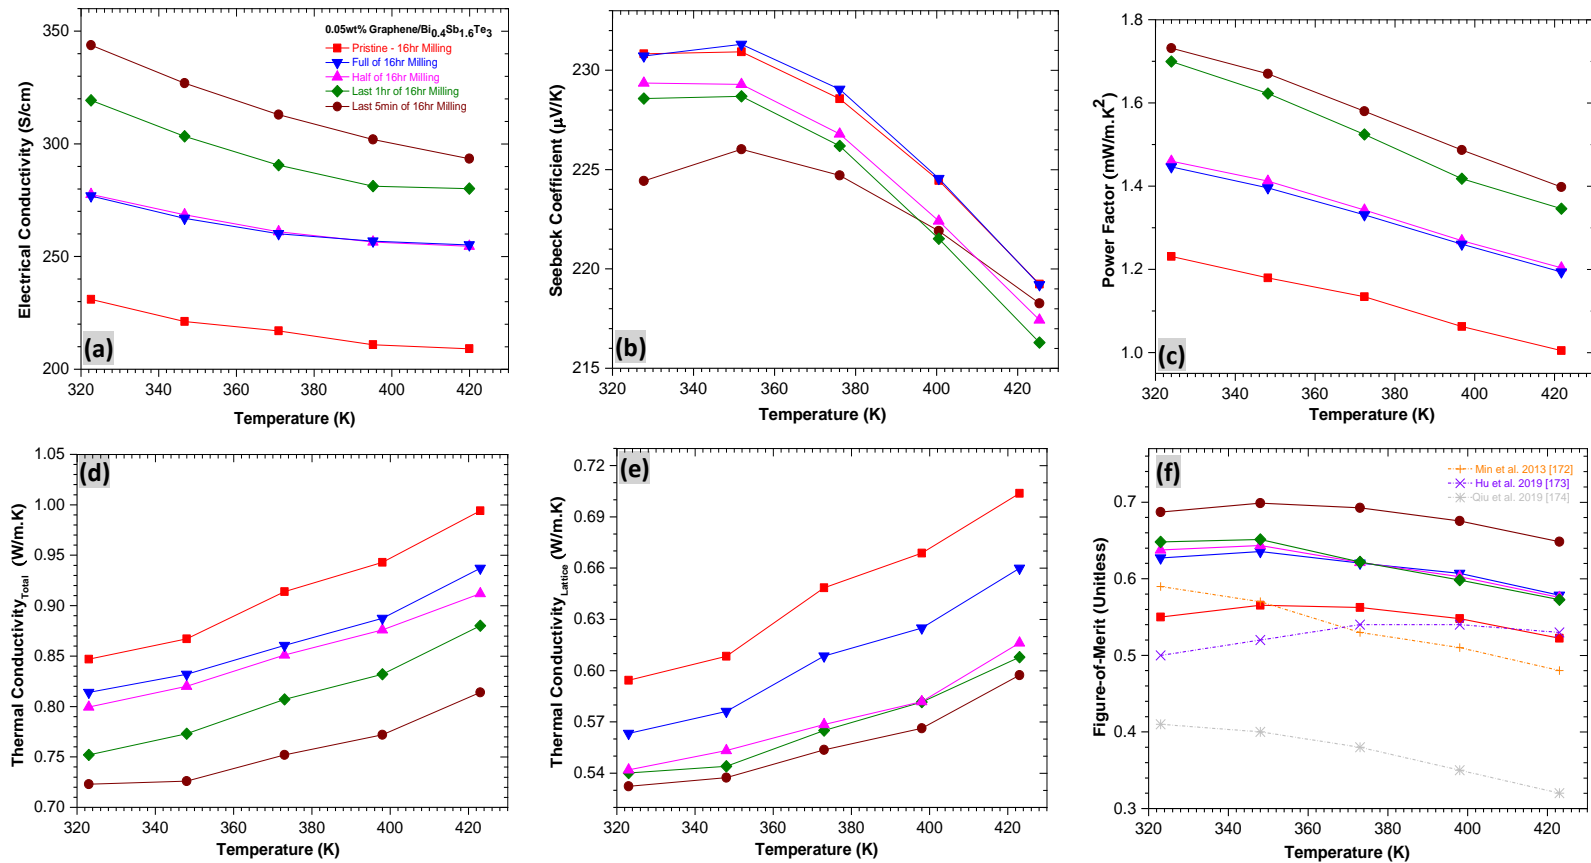 350
300
250
200
Electrical Conductivity (S/cm)
0.05wt% Graphene/Bi0.4Sb1.6Te3
Pristine - 16hr Milling
Full of 16hr Milling
Half of 16hr Milling
Last 1hr of 16hr Milling
Last 5min of 16hr Milling
(a)
320 340 360 380 400 420
Temperature (K)
230
225
220
215
Seebeck Coefficient (µV/K)
(b)
320 340 360 380 400 420
Temperature (K)
1.8
1.6
1.4
1.2
1.0
Power Factor (mW/m.K2)
(c)
320 340 360 380 400 420
Temperature (K)
1.05
1.00
0.95
0.90
0.85
0.80
0.75
0.70
Thermal ConductivityTotal (W/m.K)
(d)
320 340 360 380 400 420
Temperature (K)
0.72
0.69
0.66
0.63
0.60
0.57
0.54
Thermal ConductivityLattice (W/m.K)
(e)
320 340 360 380 400 420
Temperature (K)
0.7
0.6
0.5
0.4
0.3
Figure-of-Merit (Unitless)
(f)
Min et al. 2013 [172]
Hu et al. 2019 [173]
Qiu et al. 2019 [174]
320 340 360 380 400 420
Temperature (K)